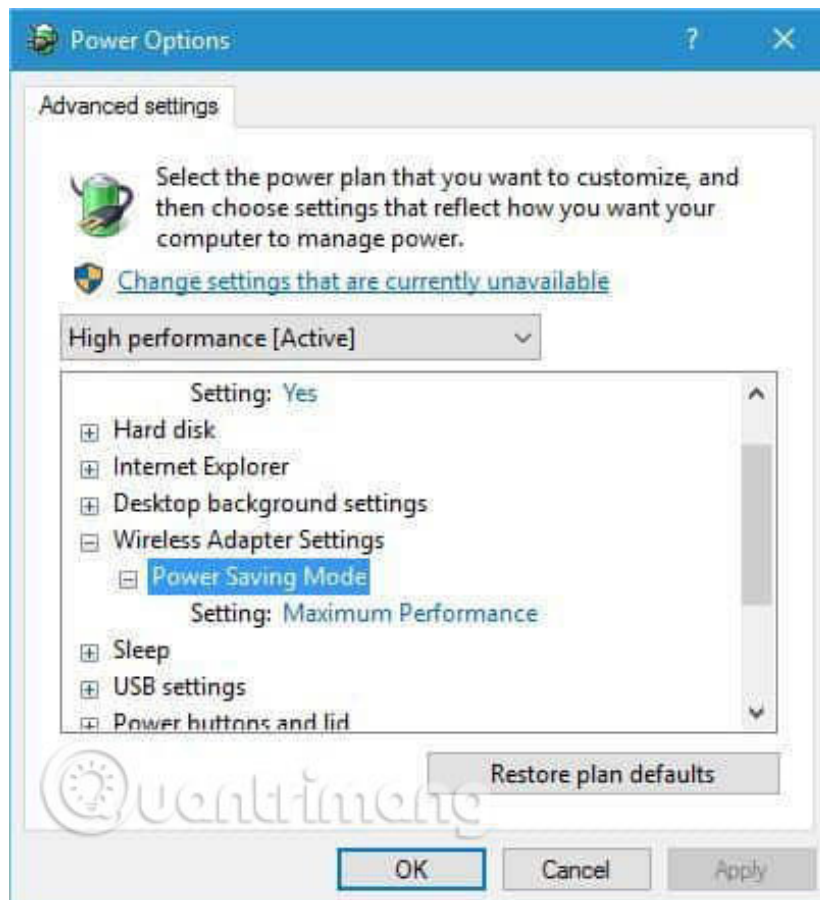 Power Options
Advanced settings
Select the power plan that you want to customize, and
then choose settings that reflect how you want your
computer to manage power.
Change settings that are currently unavailable
High performance [Active]
Setting: Yes
Hard disk
Internet Explorer
Desktop background settings
Wireless Adapter Settings
Power Saving Mode
Setting: Maximum Performance
Sleep
USB settings
Power buttons and lid
Restore plan defaults
Quantrimang
OK Cancel Apply